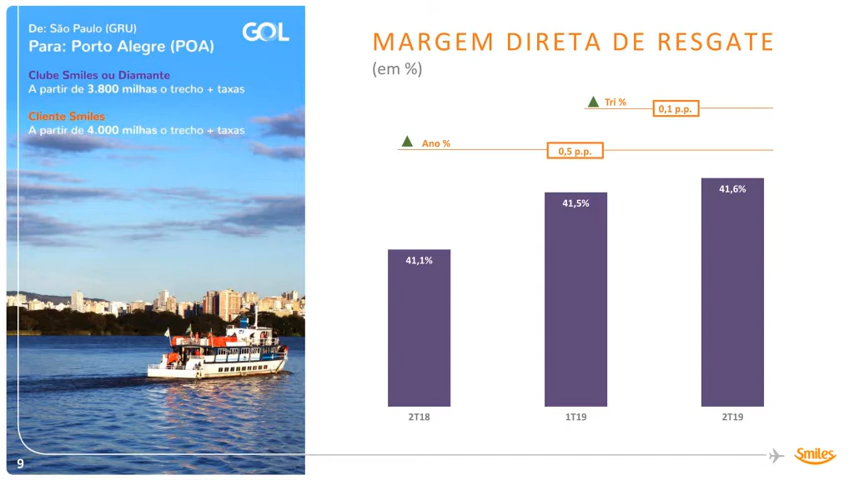 De: São Paulo (GRU)
Para: Porto Alegre (POA)
GOL
Clube Smiles ou Diamante
A partir de 3.800 milhas o trecho + taxas
Cliente Smiles
A partir de 4.000 milhas o trecho + taxas
9
MARGEM DIRETA DE RESGATE
(em %)
Tri %
0,1 p.p.
Ano %
0,5 p.p.
41,1%
41,5%
41,6%
2T18
1T19
2T19
Smiles